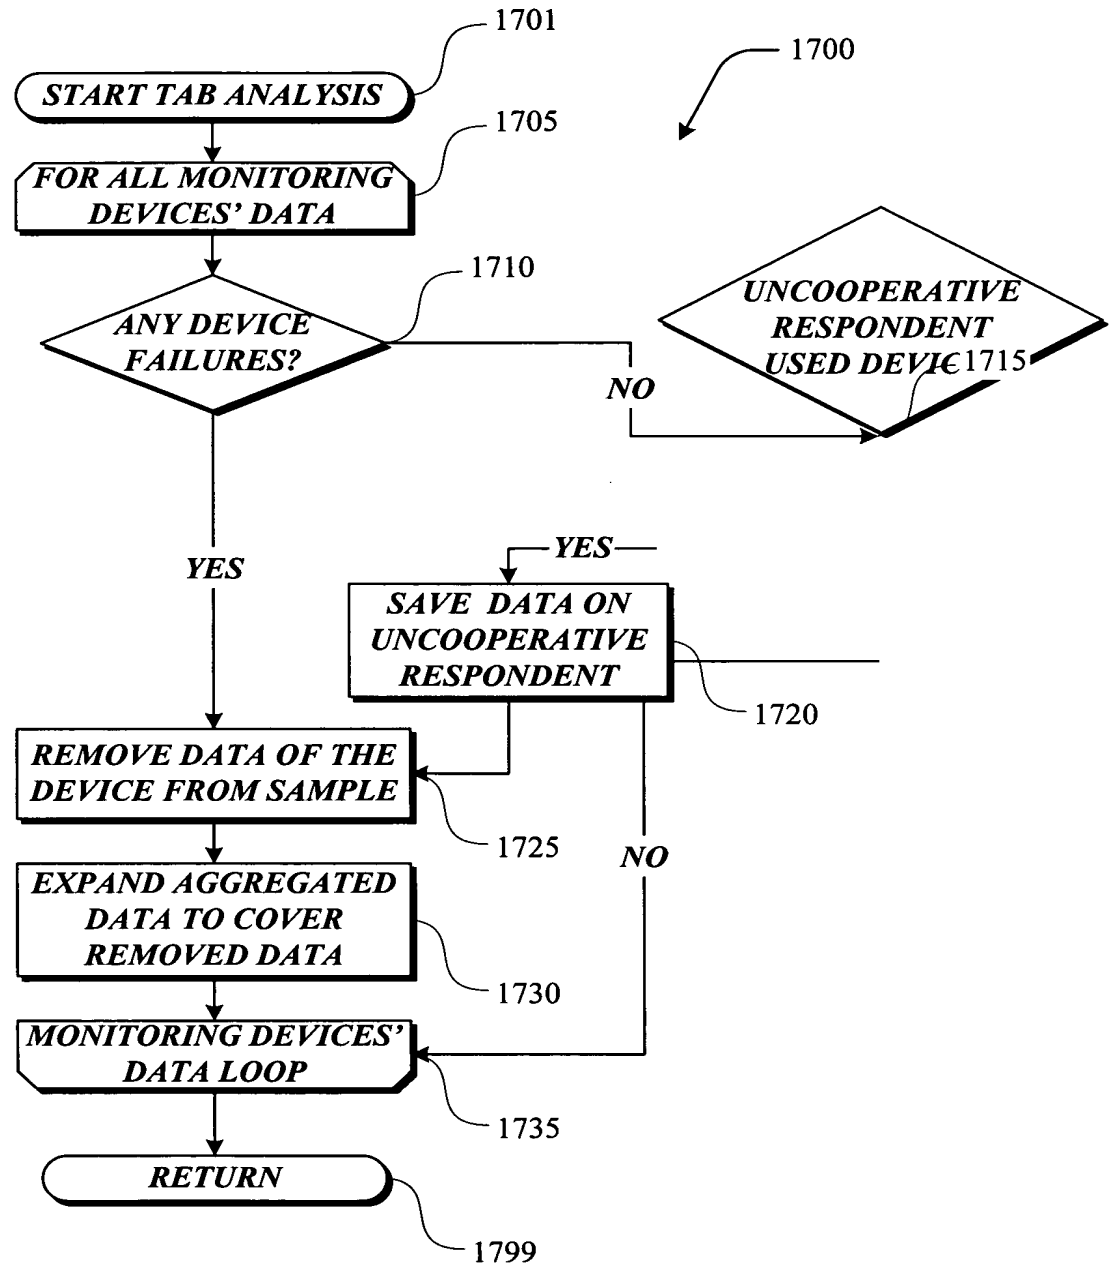 1701
1700
START TAB ANALYSIS
1705
FOR ALL MONITORING
DEVICES' DATA
1710
ANY DEVICE
FAILURES?
NO
UNCOOPERATIVE
RESPONDENT
USED DEVIC
1715
YES
YES
SAVE DATA ON
UNCOOPERATIVE
RESPONDENT
1720
REMOVE DATA OF THE
DEVICE FROM SAMPLE
1725
NO
EXPAND AGGREGATED
DATA TO COVER
REMOVED DATA
1730
MONITORING DEVICES'
DATA LOOP
1735
RETURN
1799